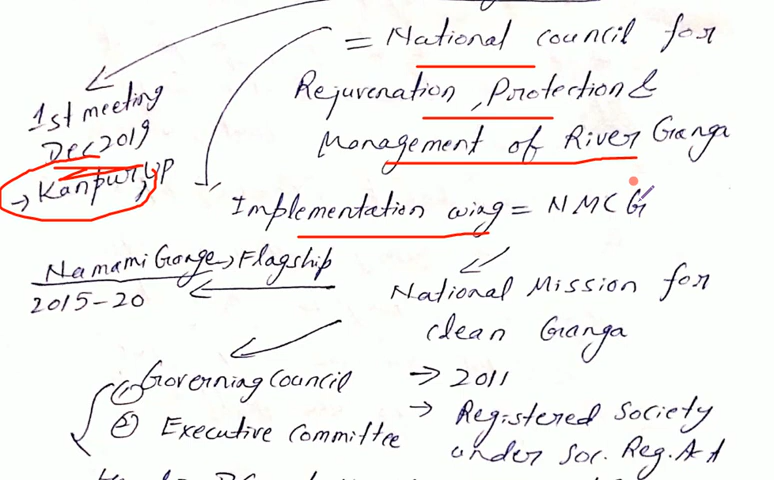 = National council for
Rejuvenation, Protection &
Management of River Ganga
1st meeting
Dec 2019
→ Kanpur, UP
Implementation wing = NMCG
Namami Gange → Flagship
2015-20
National Mission for
clean Ganga
→ 2011
→ Registered Society
under Soc. Reg. Act
① Governing Council
② Executive Committee